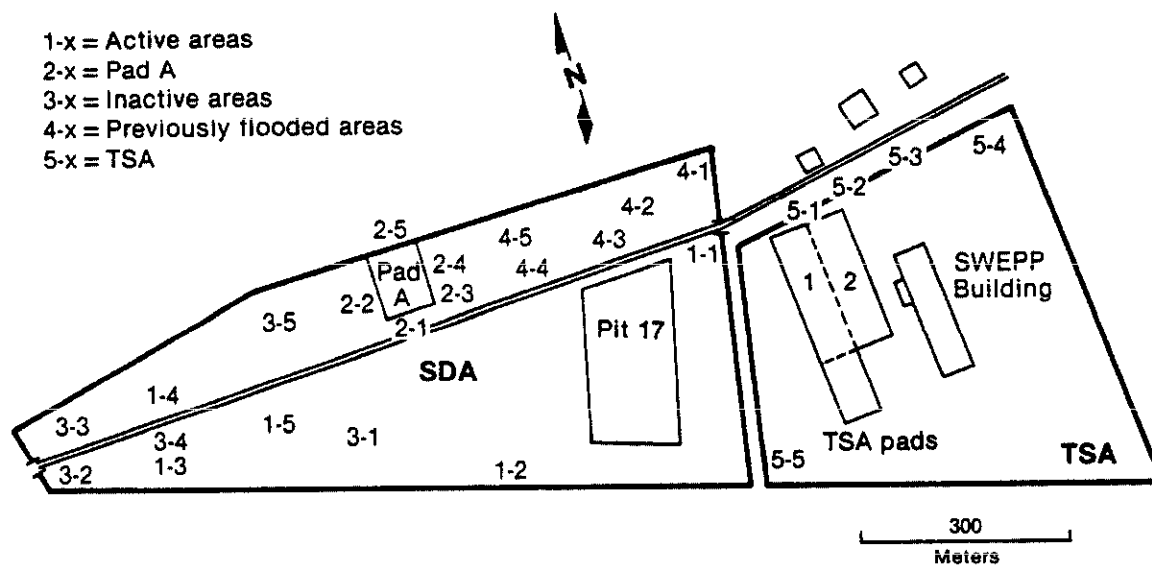 1-x = Active areas
2-x = Pad A
3-x = Inactive areas
4-x = Previously flooded areas
5-x = TSA
N
5-4
5-3
5-2
5-1
4-1
4-2
4-3
4-5
4-4
1-1
2-5
Pad
A
2-4
2-2
2-3
2-1
3-5
SDA
Pit 17
1
2
SWEPP
Building
TSA pads
TSA
5-5
1-4
3-3
3-4
1-5
3-1
3-2
1-3
1-2
300
Meters